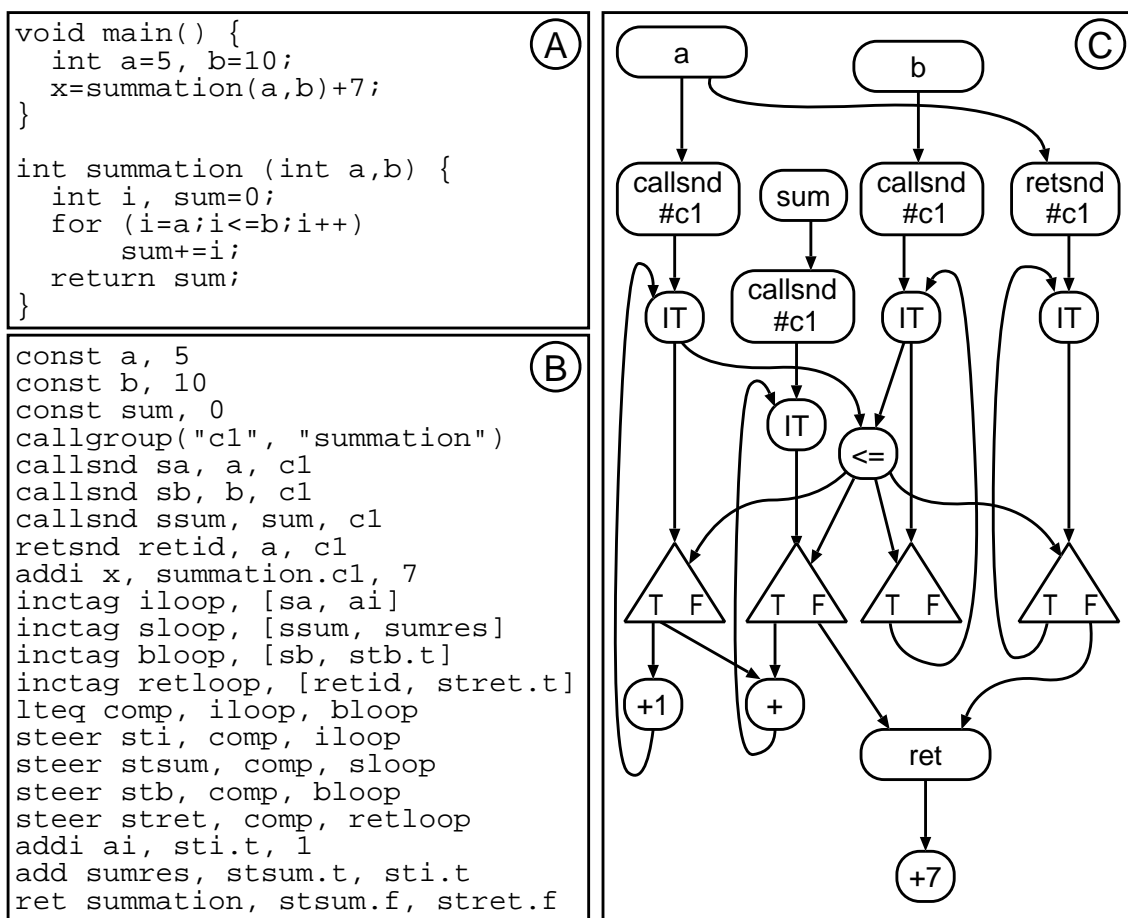 void main() {
int a=5, b=10;
x=summation(a,b)+7;
}
int summation (int a,b) {
int i, sum=0;
for (i=a;i<=b;i++)
sum+=i;
return sum;
}
A
const a, 5
const b, 10
const sum, 0
callgroup("c1", "summation")
callsnd sa, a, c1
callsnd sb, b, c1
callsnd ssum, sum, c1
retsnd retid, a, c1
addi x, summation.c1, 7
inctag iloop, [sa, ai]
inctag sloop, [ssum, sumres]
inctag bloop, [sb, stb.t]
inctag retloop, [retid, stret.t]
lteq comp, iloop, bloop
steer sti, comp, iloop
steer stsum, comp, sloop
steer stb, comp, bloop
steer stret, comp, retloop
addi ai, sti.t, 1
add sumres, stsum.t, sti.t
ret summation, stsum.f, stret.f
B
C
a
b
callsnd
#c1
sum
callsnd
#c1
retsnd
#c1
callsnd
#c1
IT
IT
IT
IT
<=
T F
T F
T F
T F
+1
+
ret
+7